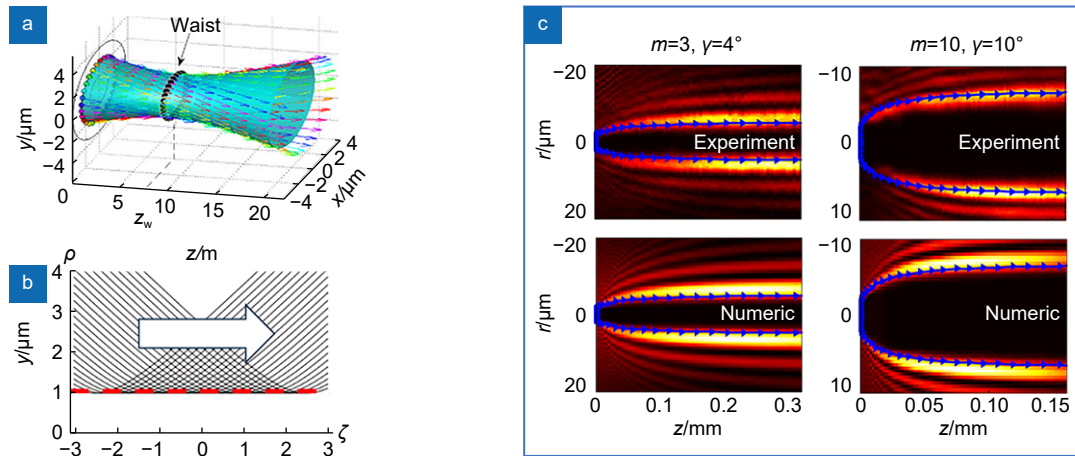 a
Waist
4
2
0
−2
−4
y/μm
0
5
10
15
20
z_w
z/m
−4
−2
0
2
4
x/μm
b
ρ
4
3
2
1
0
y/μm
−3 −2 −1 0 1 2 3 ζ
c
m=3, γ=4°
−20
0
20
r/μm
Experiment
−20
0
20
r/μm
Numeric
0 0.1 0.2 0.3
z/mm
m=10, γ=10°
−10
0
10
Experiment
−10
0
10
Numeric
0 0.05 0.10 0.15
z/mm